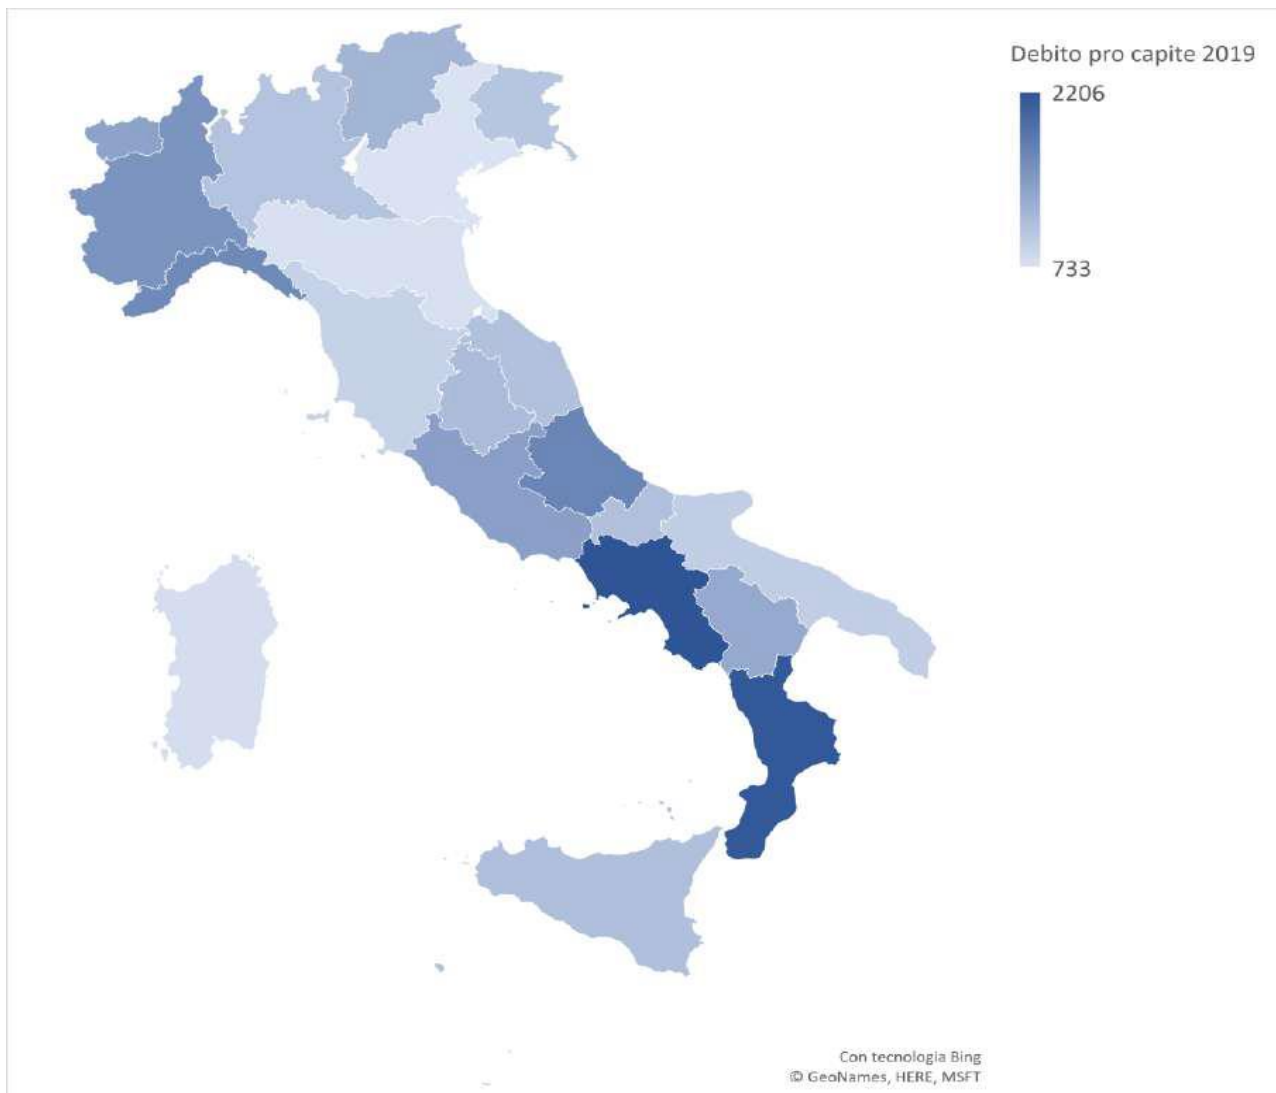 Debito pro capite 2019
2206
733
Con tecnologia Bing
© GeoNames, HERE, MSFT